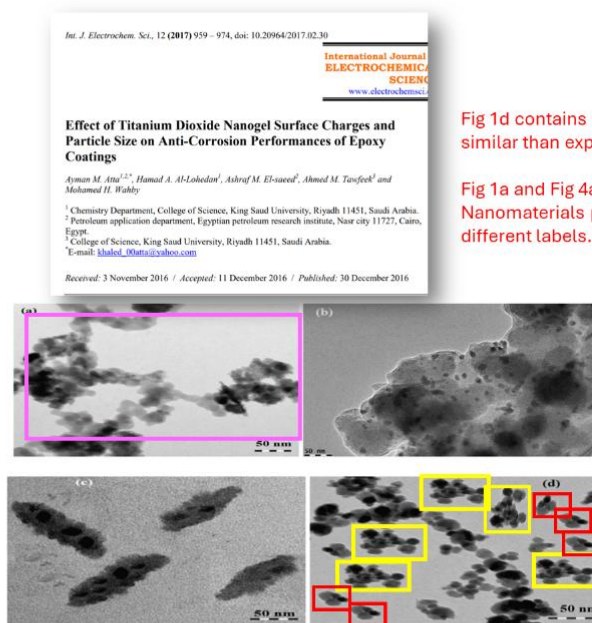 Int. J. Electrochem. Sci., 12 (2017) 959 – 974, doi: 10.20964/2017.02.30
International Journal
ELECTROCHEMICA
SCIENC
www.electrochemsci.
Effect of Titanium Dioxide Nanogel Surface Charges and
Particle Size on Anti-Corrosion Performances of Epoxy
Coatings
Ayman M. Atta1,2,*, Hamad A. Al-Lohedan1, Ashraf M. El-saeed2, Ahmed M. Tawfeek3 and
Mohamed H. Wahby
1 Chemistry Department, College of Science, King Saud University, Riyadh 11451, Saudi Arabia.
2 Petroleum application department, Egyptian petroleum research institute, Nasr city 11727, Cairo,
Egypt.
3 College of Science, King Saud University, Riyadh 11451, Saudi Arabia.
*E-mail: khaled_00atta@yahoo.com
Received: 3 November 2016 / Accepted: 11 December 2016 / Published: 30 December 2016
Fig 1d contains
similar than exp
Fig 1a and Fig 4a
Nanomaterials p
different labels.
(a)
50 nm
(b)
50 nm
(c)
50 nm
(d)
50 nm